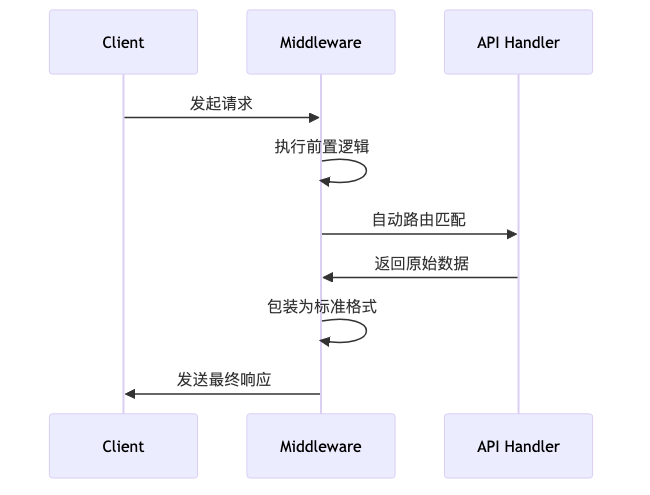 Client
Middleware
API Handler
发起请求
执行前置逻辑
自动路由匹配
返回原始数据
包装为标准格式
发送最终响应
Client
Middleware
API Handler